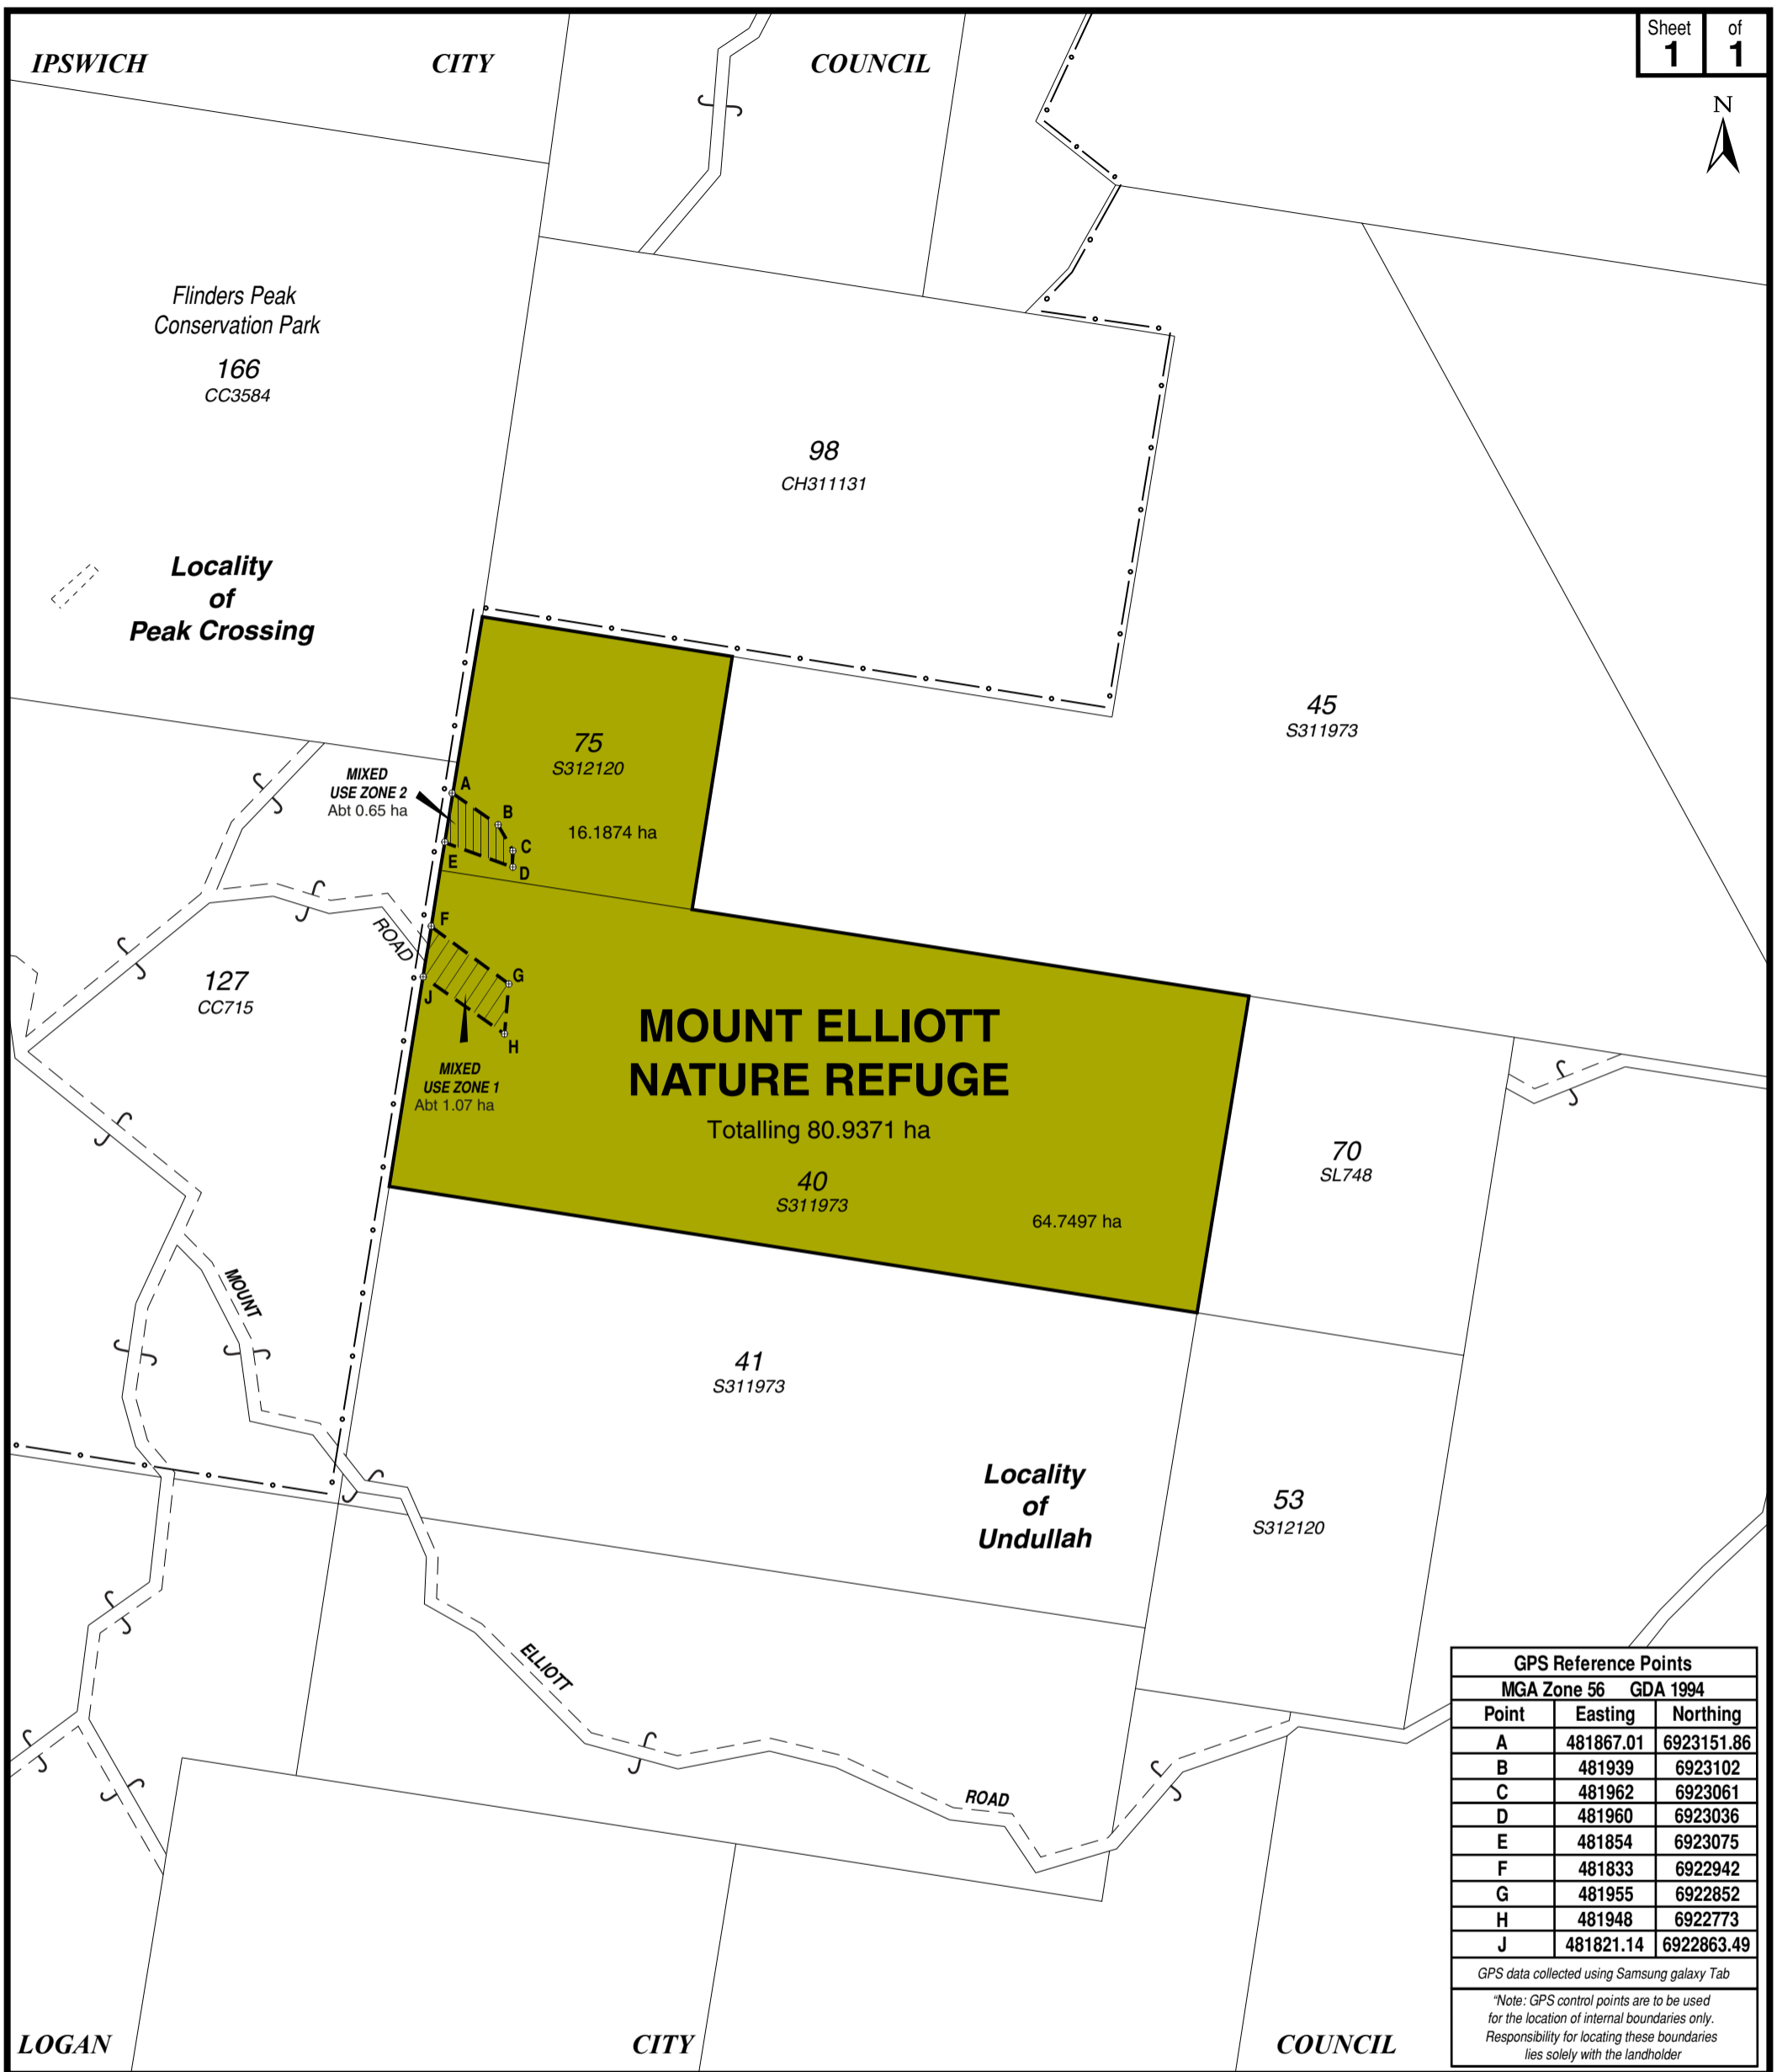 Sheet of
1 1
IPSWICH CITY COUNCIL
N
Flinders Peak
Conservation Park
166
CC3584
98
CH311131
Locality
of
Peak Crossing
45
S311973
75
S312120
16.1874 ha
MIXED
USE ZONE 2
Abt 0.65 ha
A
B
C
D
E
F
G
H
J
ROAD
127
CC715
MIXED
USE ZONE 1
Abt 1.07 ha
MOUNT ELLIOTT
NATURE REFUGE
Totalling 80.9371 ha
40
S311973
64.7497 ha
70
SL748
MOUNT
41
S311973
Locality
of
Undullah
53
S312120
ELLIOTT
ROAD
GPS Reference Points
MGA Zone 56 GDA 1994
Point Easting Northing
A 481867.01 6923151.86
B 481939 6923102
C 481962 6923061
D 481960 6923036
E 481854 6923075
F 481833 6922942
G 481955 6922852
H 481948 6922773
J 481821.14 6922863.49
GPS data collected using Samsung galaxy Tab
"Note: GPS control points are to be used
for the location of internal boundaries only.
Responsibility for locating these boundaries
lies solely with the landholder
LOGAN CITY COUNCIL